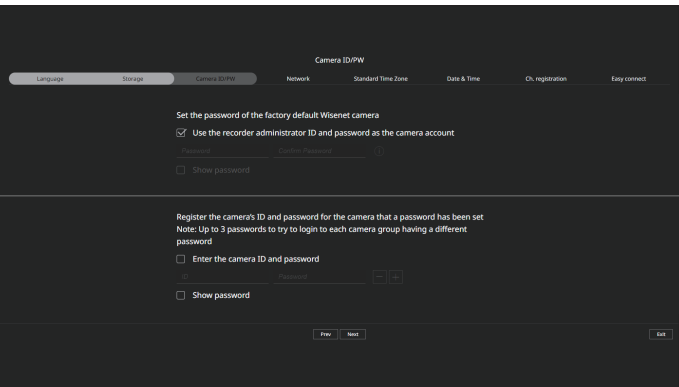 Camera ID/PW
Language Storage Camera ID/PW Network Standard Time Zone Date & Time Ch. registration Easy connect
Set the password of the factory default Wisenet camera
Use the recorder administrator ID and password as the camera account
Password Confirm Password
Show password
Register the camera's ID and password for the camera that a password has been set
Note: Up to 3 passwords to try to login to each camera group having a different
password
Enter the camera ID and password
ID Password
Show password
Prev Next Exit